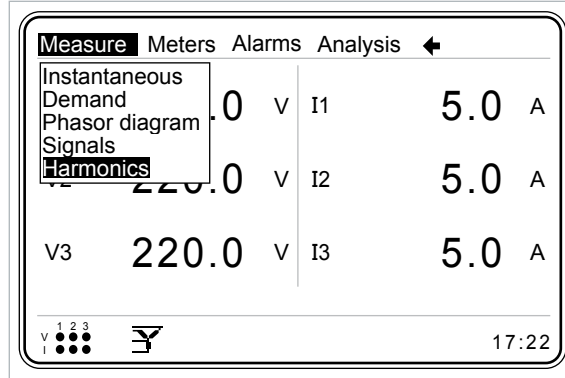 Measure Meters Alarms Analysis
Instantaneous
Demand
Phasor diagram
Signals
Harmonics
.0 V I1 5.0 A
V2 220.0 V I2 5.0 A
V3 220.0 V I3 5.0 A
1 2 3
V
I
17:22